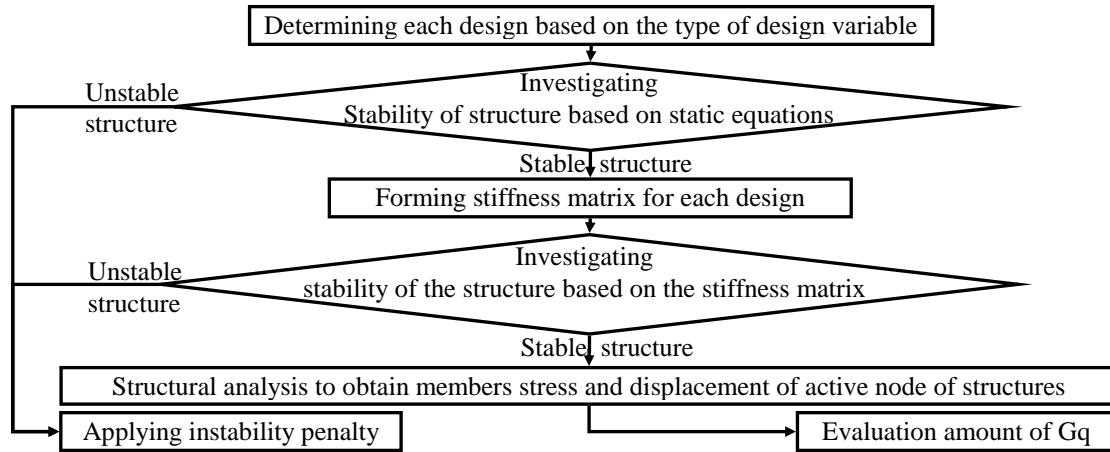 Determining each design based on the type of design variable
Investigating
Stability of structure based on static equations
Unstable
structure
Stable structure
Forming stiffness matrix for each design
Investigating
stability of the structure based on the stiffness matrix
Unstable
structure
Stable structure
Structural analysis to obtain members stress and displacement of active node of structures
Applying instability penalty
Evaluation amount of Gq